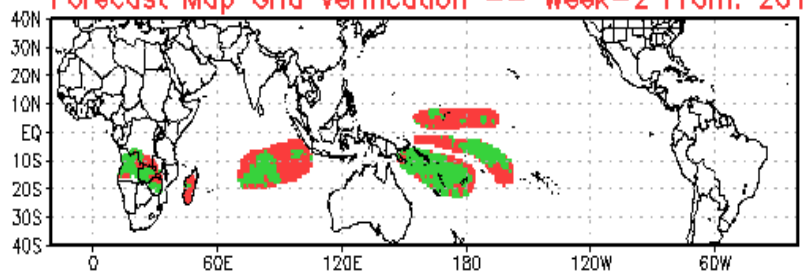 Forecast Map Grid Verification -- Week-2 From: 201
40N
30N
20N
10N
EQ
10S
20S
30S
40S
0 60E 120E 180 120W 60W